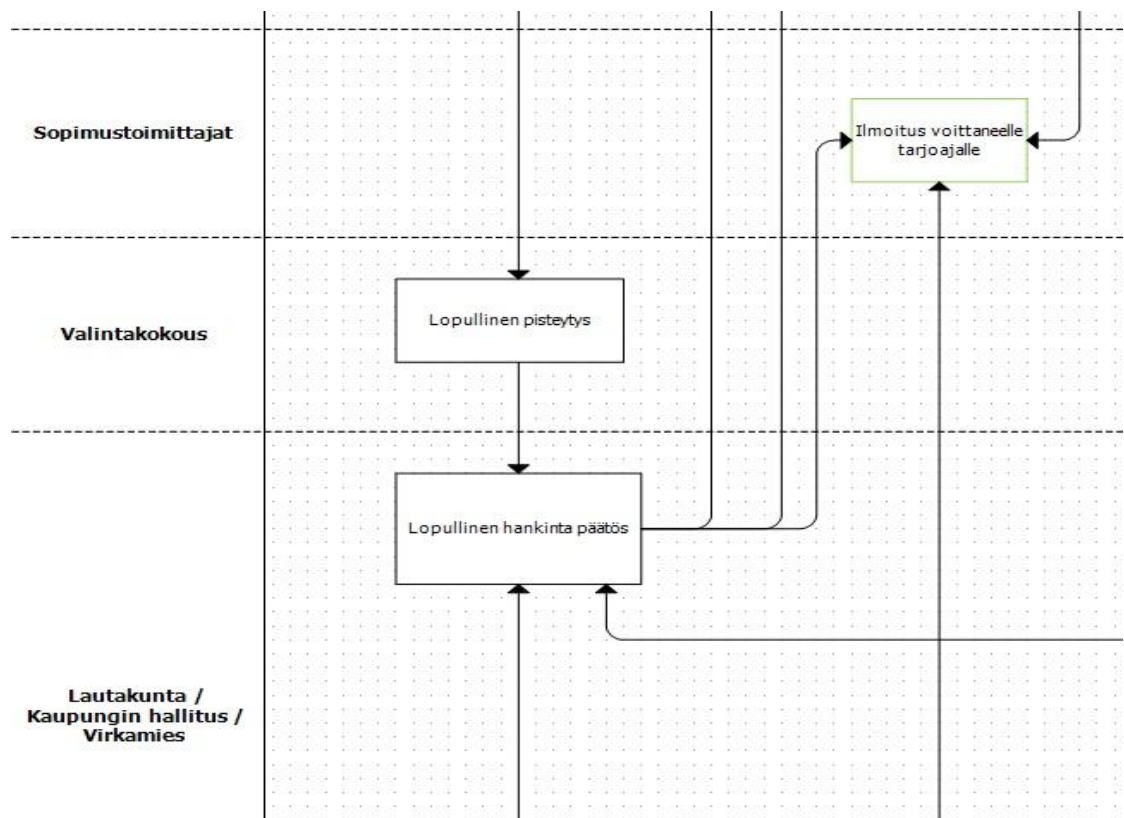 Sopimustoimittajat
Ilmoitus voittaneelle
tarjoajalle
Valintakokous
Lopullinen pisteytys
Lopullinen hankinta päätös
Lautakunta /
Kaupungin hallitus /
Virkamies